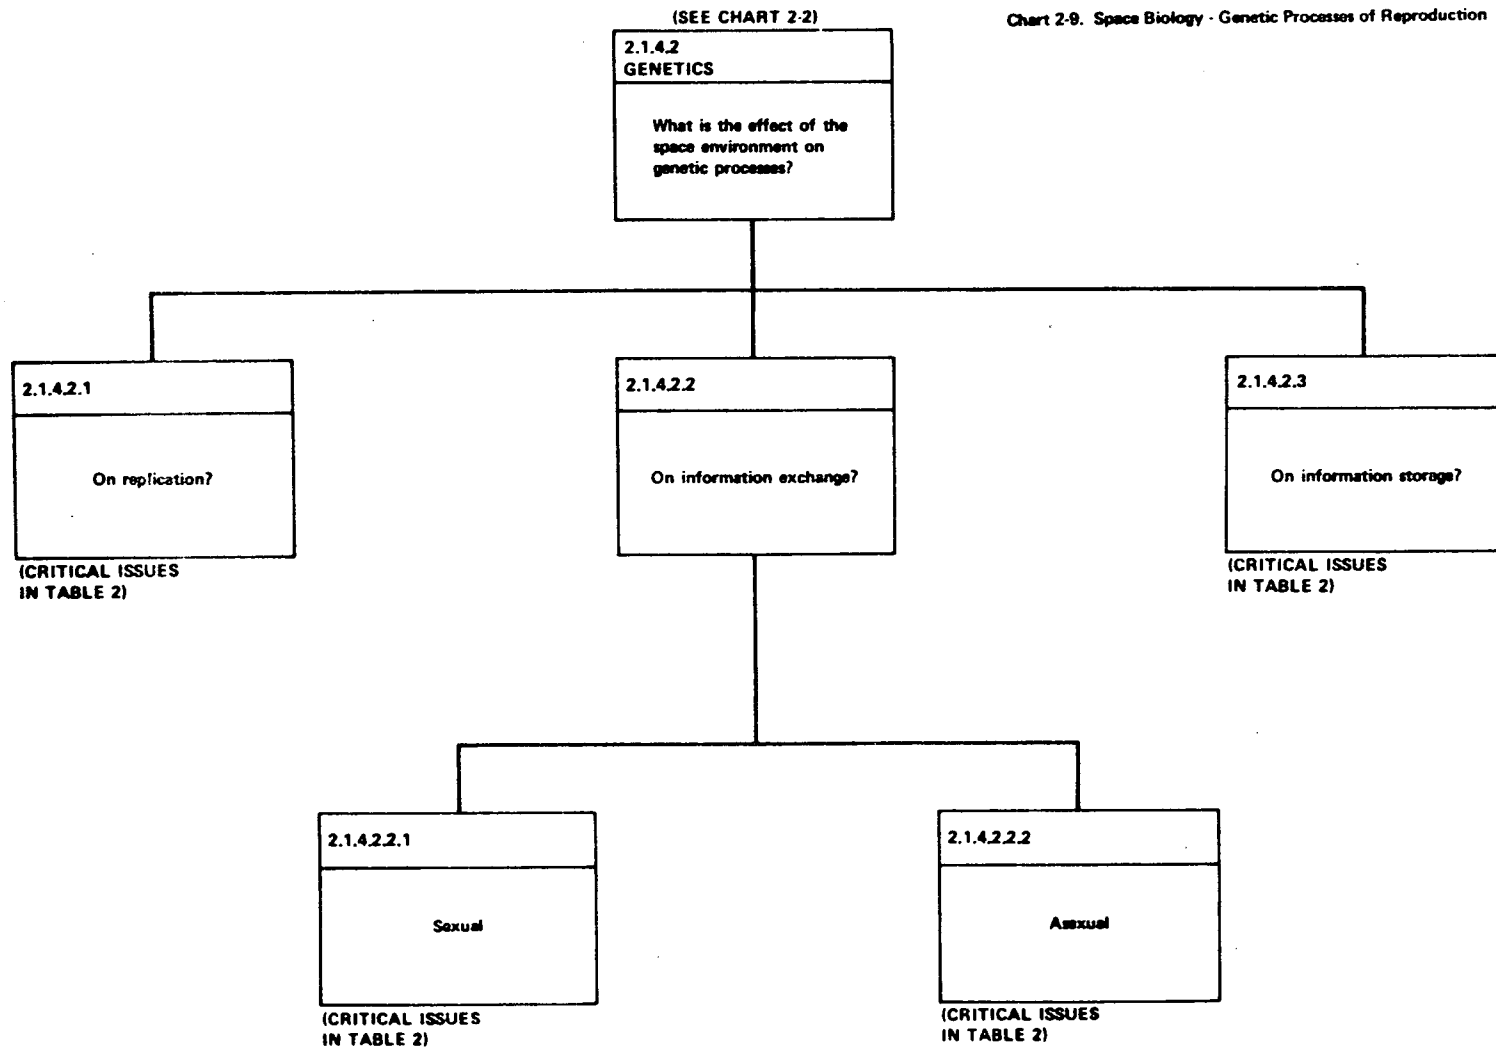 (SEE CHART 2-2)
Chart 2-9. Space Biology - Genetic Processes of Reproduction
2.1.4.2
GENETICS
What is the effect of the
space environment on
genetic processes?
2.1.4.2.1
On replication?
(CRITICAL ISSUES
IN TABLE 2)
2.1.4.2.2
On information exchange?
2.1.4.2.3
On information storage?
(CRITICAL ISSUES
IN TABLE 2)
2.1.4.2.2.1
Sexual
(CRITICAL ISSUES
IN TABLE 2)
2.1.4.2.2.2
Asexual
(CRITICAL ISSUES
IN TABLE 2)